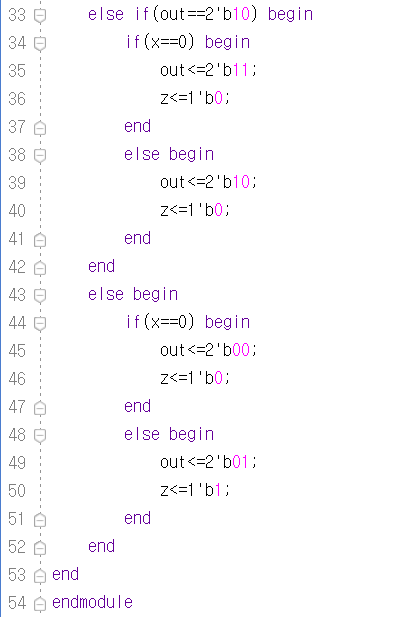 33 else if(out==2'b10) begin
34 if(x==0) begin
35 out<=2'b11;
36 z<=1'b0;
37 end
38 else begin
39 out<=2'b10;
40 z<=1'b0;
41 end
42 end
43 else begin
44 if(x==0) begin
45 out<=2'b00;
46 z<=1'b0;
47 end
48 else begin
49 out<=2'b01;
50 z<=1'b1;
51 end
52 end
53 end
54 endmodule